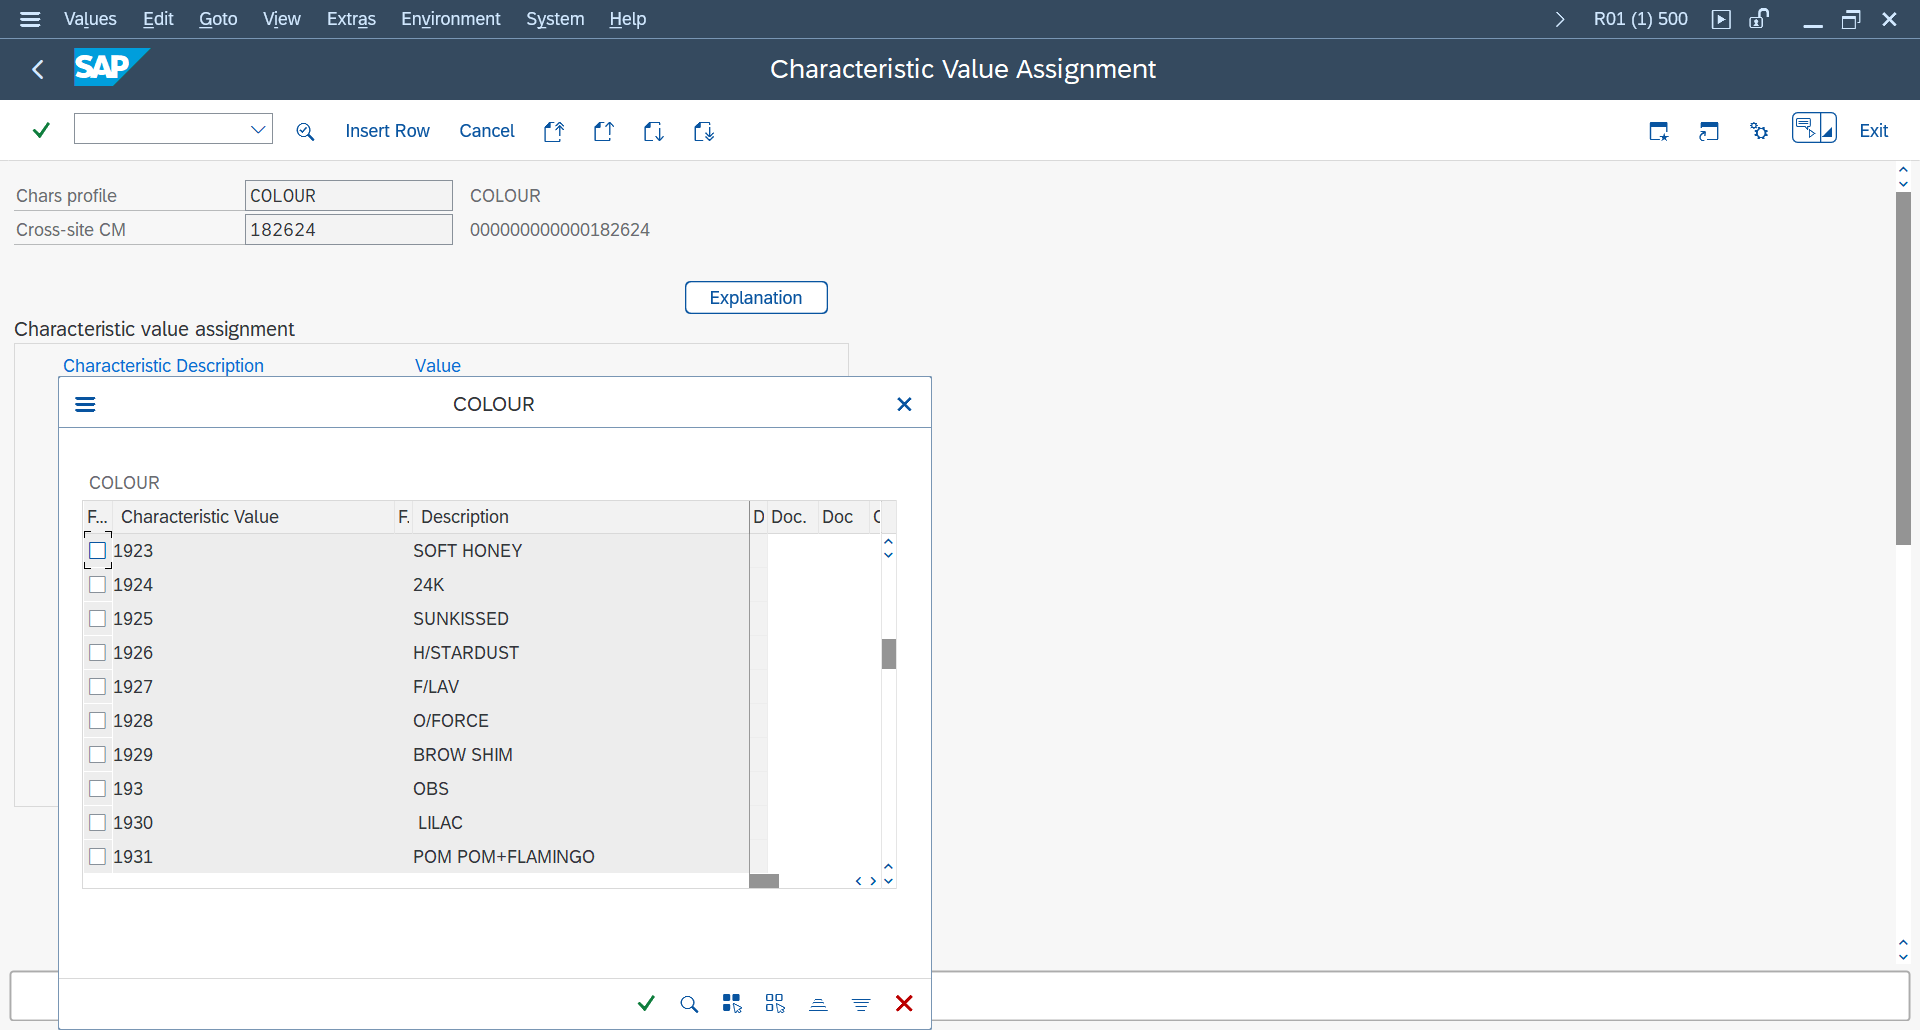 Values Edit Goto View Extras Environment System Help R01 (1) 500
SAP Characteristic Value Assignment
Insert Row Cancel Exit
Chars profile COLOUR COLOUR
Cross-site CM 182624 000000000000182624
Explanation
Characteristic value assignment
Characteristic Description Value
COLOUR
COLOUR
F... Characteristic Value F. Description D Doc. Doc
1923 SOFT HONEY
1924 24K
1925 SUNKISSED
1926 H/STARDUST
1927 F/LAV
1928 O/FORCE
1929 BROW SHIM
193 OBS
1930 LILAC
1931 POM POM+FLAMINGO